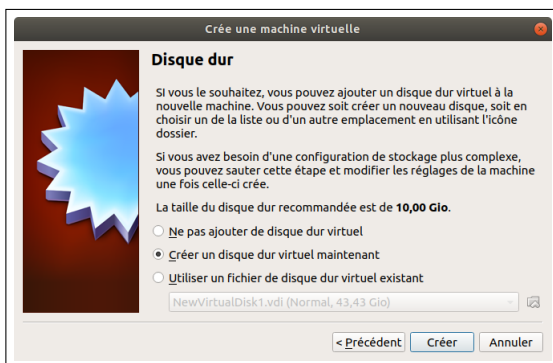 Crée une machine virtuelle
Disque dur
SI vous le souhaitez, vous pouvez ajouter un disque dur virtuel à la
nouvelle machine. Vous pouvez soit créer un nouveau disque, soit en
choisir un de la liste ou d'un autre emplacement en utilisant l'icône
dossier.
Si vous avez besoin d'une configuration de stockage plus complexe,
vous pouvez sauter cette étape et modifier les réglages de la machine
une fois celle-ci crée.
La taille du disque dur recommandée est de 10,00 Gio.
Ne pas ajouter de disque dur virtuel
Créer un disque dur virtuel maintenant
Utiliser un fichier de disque dur virtuel existant
NewVirtualDisk1.vdi (Normal, 43,43 Gio)
< Précédent Créer Annuler